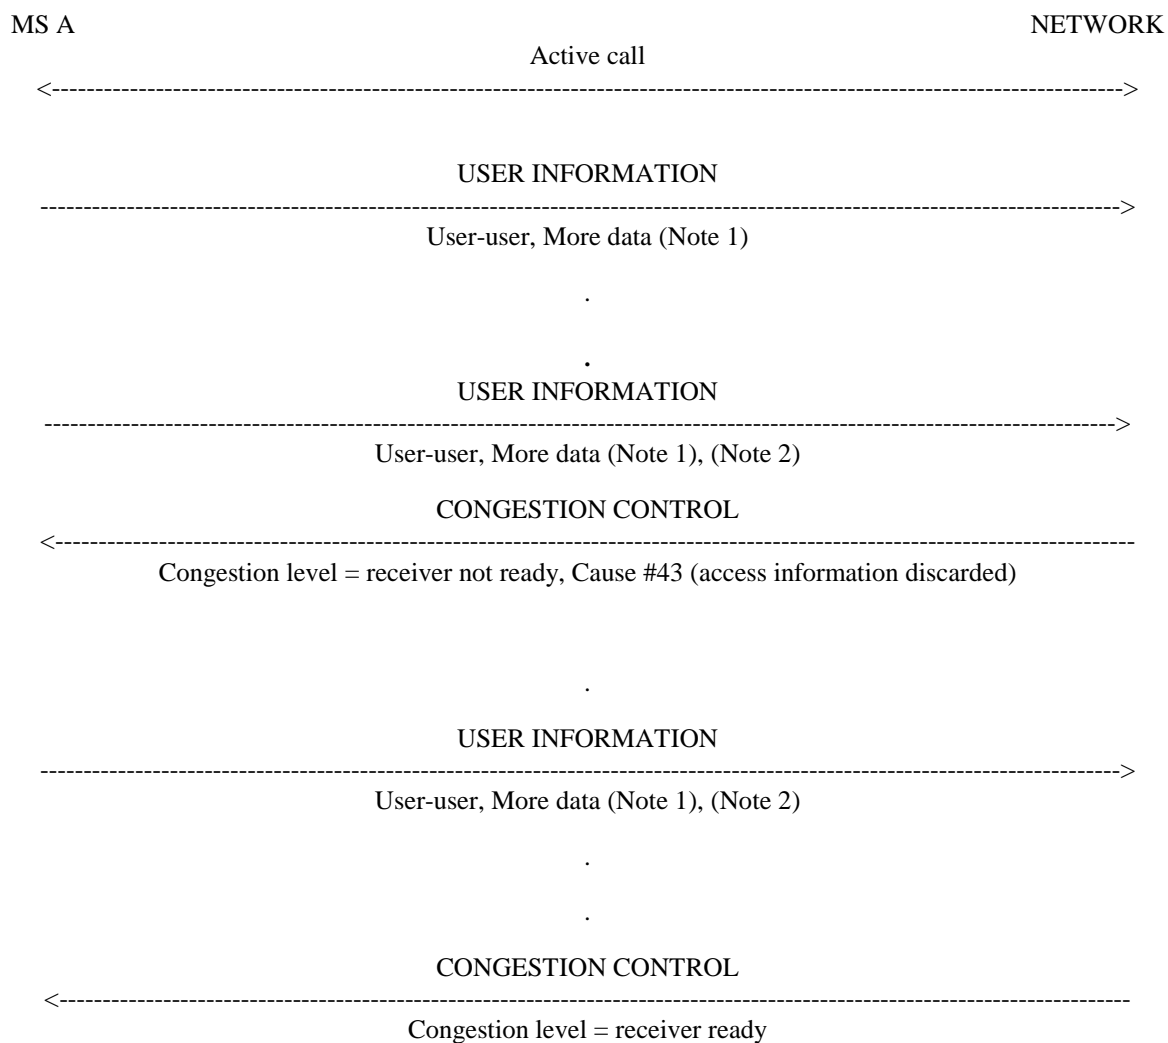 MS A NETWORK
Active call
<----------------------------------------------------------------------------------------------------------------------------->
USER INFORMATION
------------------------------------------------------------------------------------------------------------------------------>
User-user, More data (Note 1)
.
.
USER INFORMATION
----------------------------------------------------------------------------------------------------------------------------->
User-user, More data (Note 1), (Note 2)
CONGESTION CONTROL
<-----------------------------------------------------------------------------------------------------------------------------
Congestion level = receiver not ready, Cause #43 (access information discarded)
.
USER INFORMATION
------------------------------------------------------------------------------------------------------------------------------>
User-user, More data (Note 1), (Note 2)
.
.
CONGESTION CONTROL
<-----------------------------------------------------------------------------------------------------------------------------
Congestion level = receiver ready